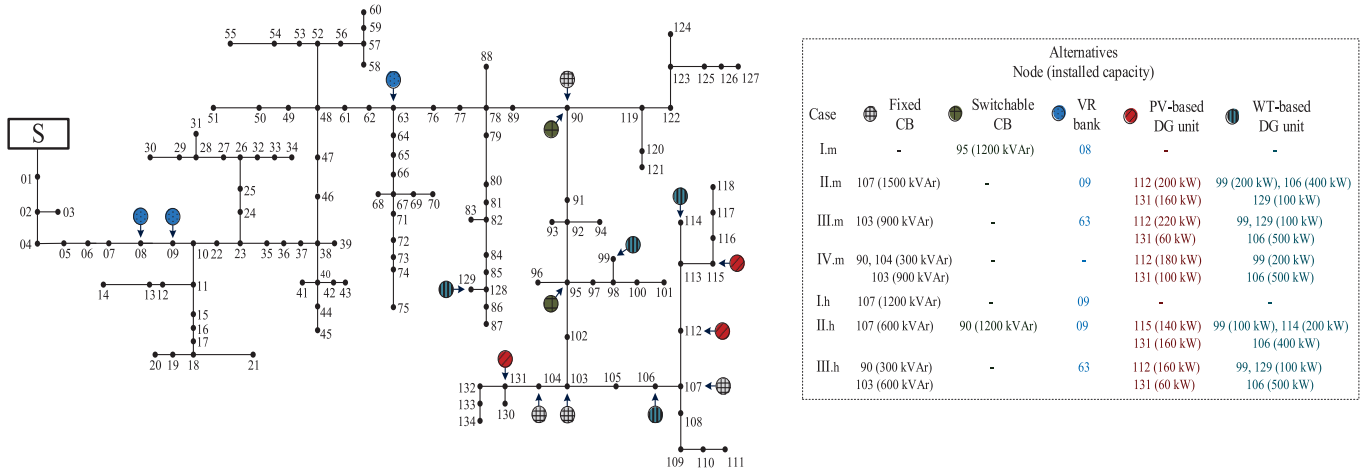 60
59
124
55 54 53 52 56 57
88
58
123 125 126 127
51 50 49 48 61 62 63 76 77 78 89 90 119 122
31
S
64 79
120
30 29 28 27 26 32 33 34 47 65
121
66
01
80
118
25
46
68 67 69 70 81 91
02 03 24 71 83 82 117
114
93 92 94
72 116
04 05 06 07 08 09 10 22 23 35 36 37 38 39 73 84 99
74 85 96 113 115
14 13 12 11 41 40 42 43 129 128 95 97 98 100 101
44 75 86
15
16 45 87 112
17 102
20 19 18 21
132 131 104 103 105 106 107
133 130
134 108
109 110 111
Alternatives
Node (installed capacity)
Case Fixed CB Switchable CB VR bank PV-based DG unit WT-based DG unit
I.m - 95 (1200 kVAr) 08 - -
II.m 107 (1500 kVAr) - 09 112 (200 kW) 99 (200 kW), 106 (400 kW)
131 (160 kW) 129 (100 kW)
III.m 103 (900 kVAr) - 63 112 (220 kW) 99, 129 (100 kW)
131 (60 kW) 106 (500 kW)
IV.m 90, 104 (300 kVAr) - - 112 (180 kW) 99 (200 kW)
103 (900 kVAr) 131 (100 kW) 106 (500 kW)
I.h 107 (1200 kVAr) - 09 - -
II.h 107 (600 kVAr) 90 (1200 kVAr) 09 115 (140 kW) 99 (100 kW), 114 (200 kW)
131 (160 kW) 106 (400 kW)
III.h 90 (300 kVAr) - 63 112 (160 kW) 99, 129 (100 kW)
103 (600 kVAr) 131 (60 kW) 106 (500 kW)